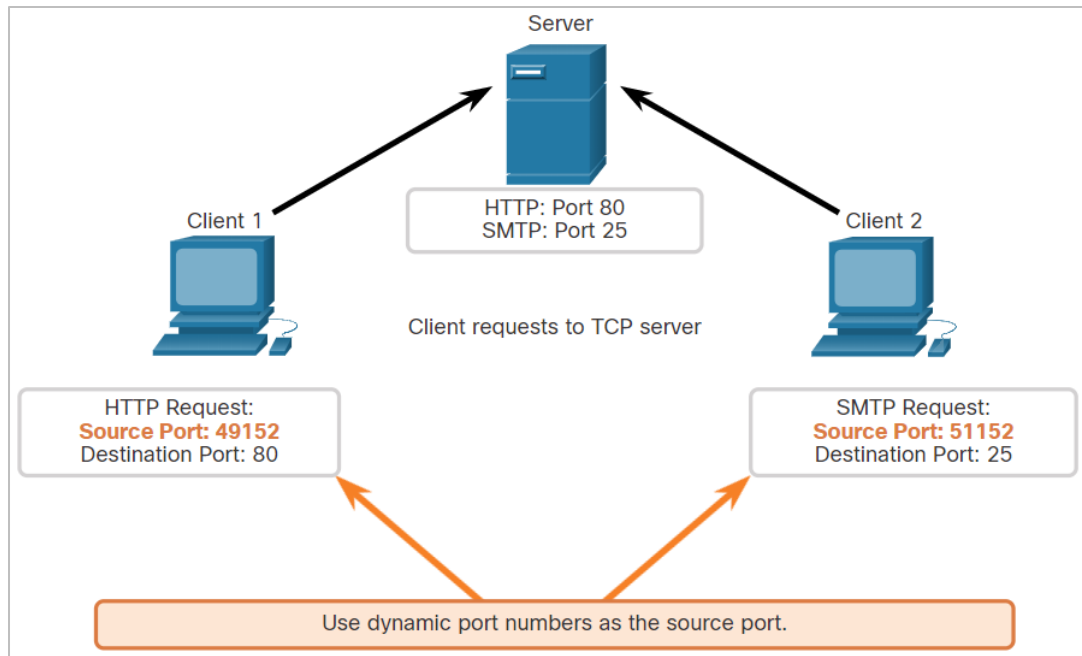 Server
HTTP: Port 80
SMTP: Port 25
Client 1
Client 2
Client requests to TCP server
HTTP Request:
Source Port: 49152
Destination Port: 80
SMTP Request:
Source Port: 51152
Destination Port: 25
Use dynamic port numbers as the source port.